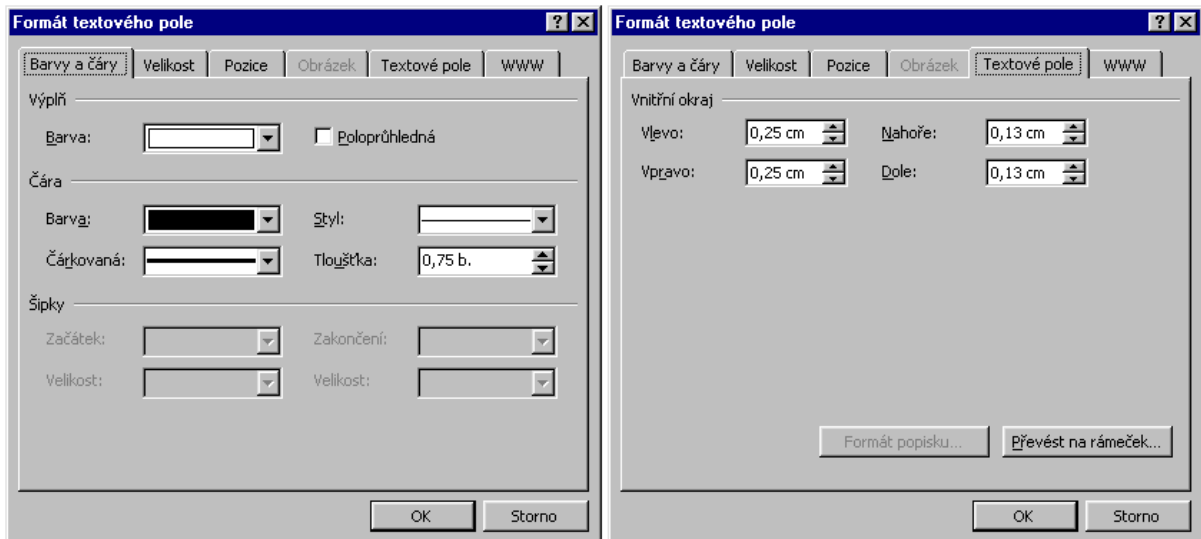 Formát textového pole
Barvy a čáry Velikost Pozice Obrázek Textové pole WWW
Výplň
Barva: Poloprůhledná
Čára
Barva: Styl:
Čárkovaná: Tloušťka: 0,75 b.
Šipky
Začátek: Zakončení:
Velikost: Velikost:
OK Storno
Formát textového pole
Barvy a čáry Velikost Pozice Obrázek Textové pole WWW
Vnitřní okraj
Vlevo: 0,25 cm Nahoře: 0,13 cm
Vpravo: 0,25 cm Dole: 0,13 cm
Formát popisku... Převést na rámeček...
OK Storno